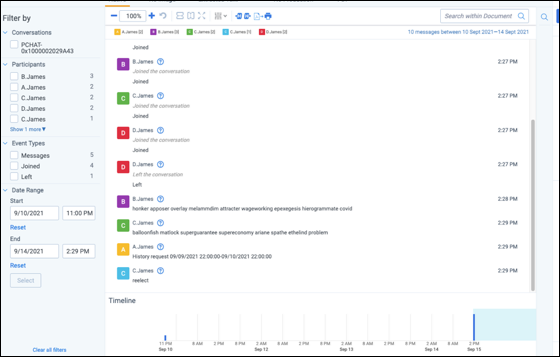 Filter by
Conversations
PCHAT-
0x1000002029A43
Participants
B.James 3
A.James 2
C.James 2
D.James 2
C.James 1
Show 1 more
Event Types
Messages 5
Joined 4
Left 1
Date Range
Start
9/10/2021 11:00 PM
Reset
End
9/14/2021 2:29 PM
Reset
Select
Clear all filters
100%
Search within Document
A A.James [2] B B.James [3] C C.James [2] C C.James [1] D D.James [2]
10 messages between 10 Sept 2021—14 Sept 2021
Joined
B B.James 2:27 PM
Joined the conversation
Joined
C C.James 2:27 PM
Joined the conversation
Joined
D D.James 2:27 PM
Joined the conversation
Joined
D D.James 2:27 PM
Left the conversation
Left
B B.James 2:28 PM
honker apposer overlay melammdim attracter wageworking epexegesis hierogrammate covid
C C.James 2:29 PM
balloonfish matlock superguarantee supereconomy ariane spathe ethelind problem
A A.James 2:29 PM
History request 09/09/2021 22:00:00-09/10/2021 22:00:00
C C.James 2:29 PM
reelect
Timeline
11 PM 8 AM 2 PM 8 PM 2 AM 8 AM 2 PM 8 PM 2 AM 8 AM 2 PM
Sep 10 Sep 12 Sep 13 Sep 14 Sep 15